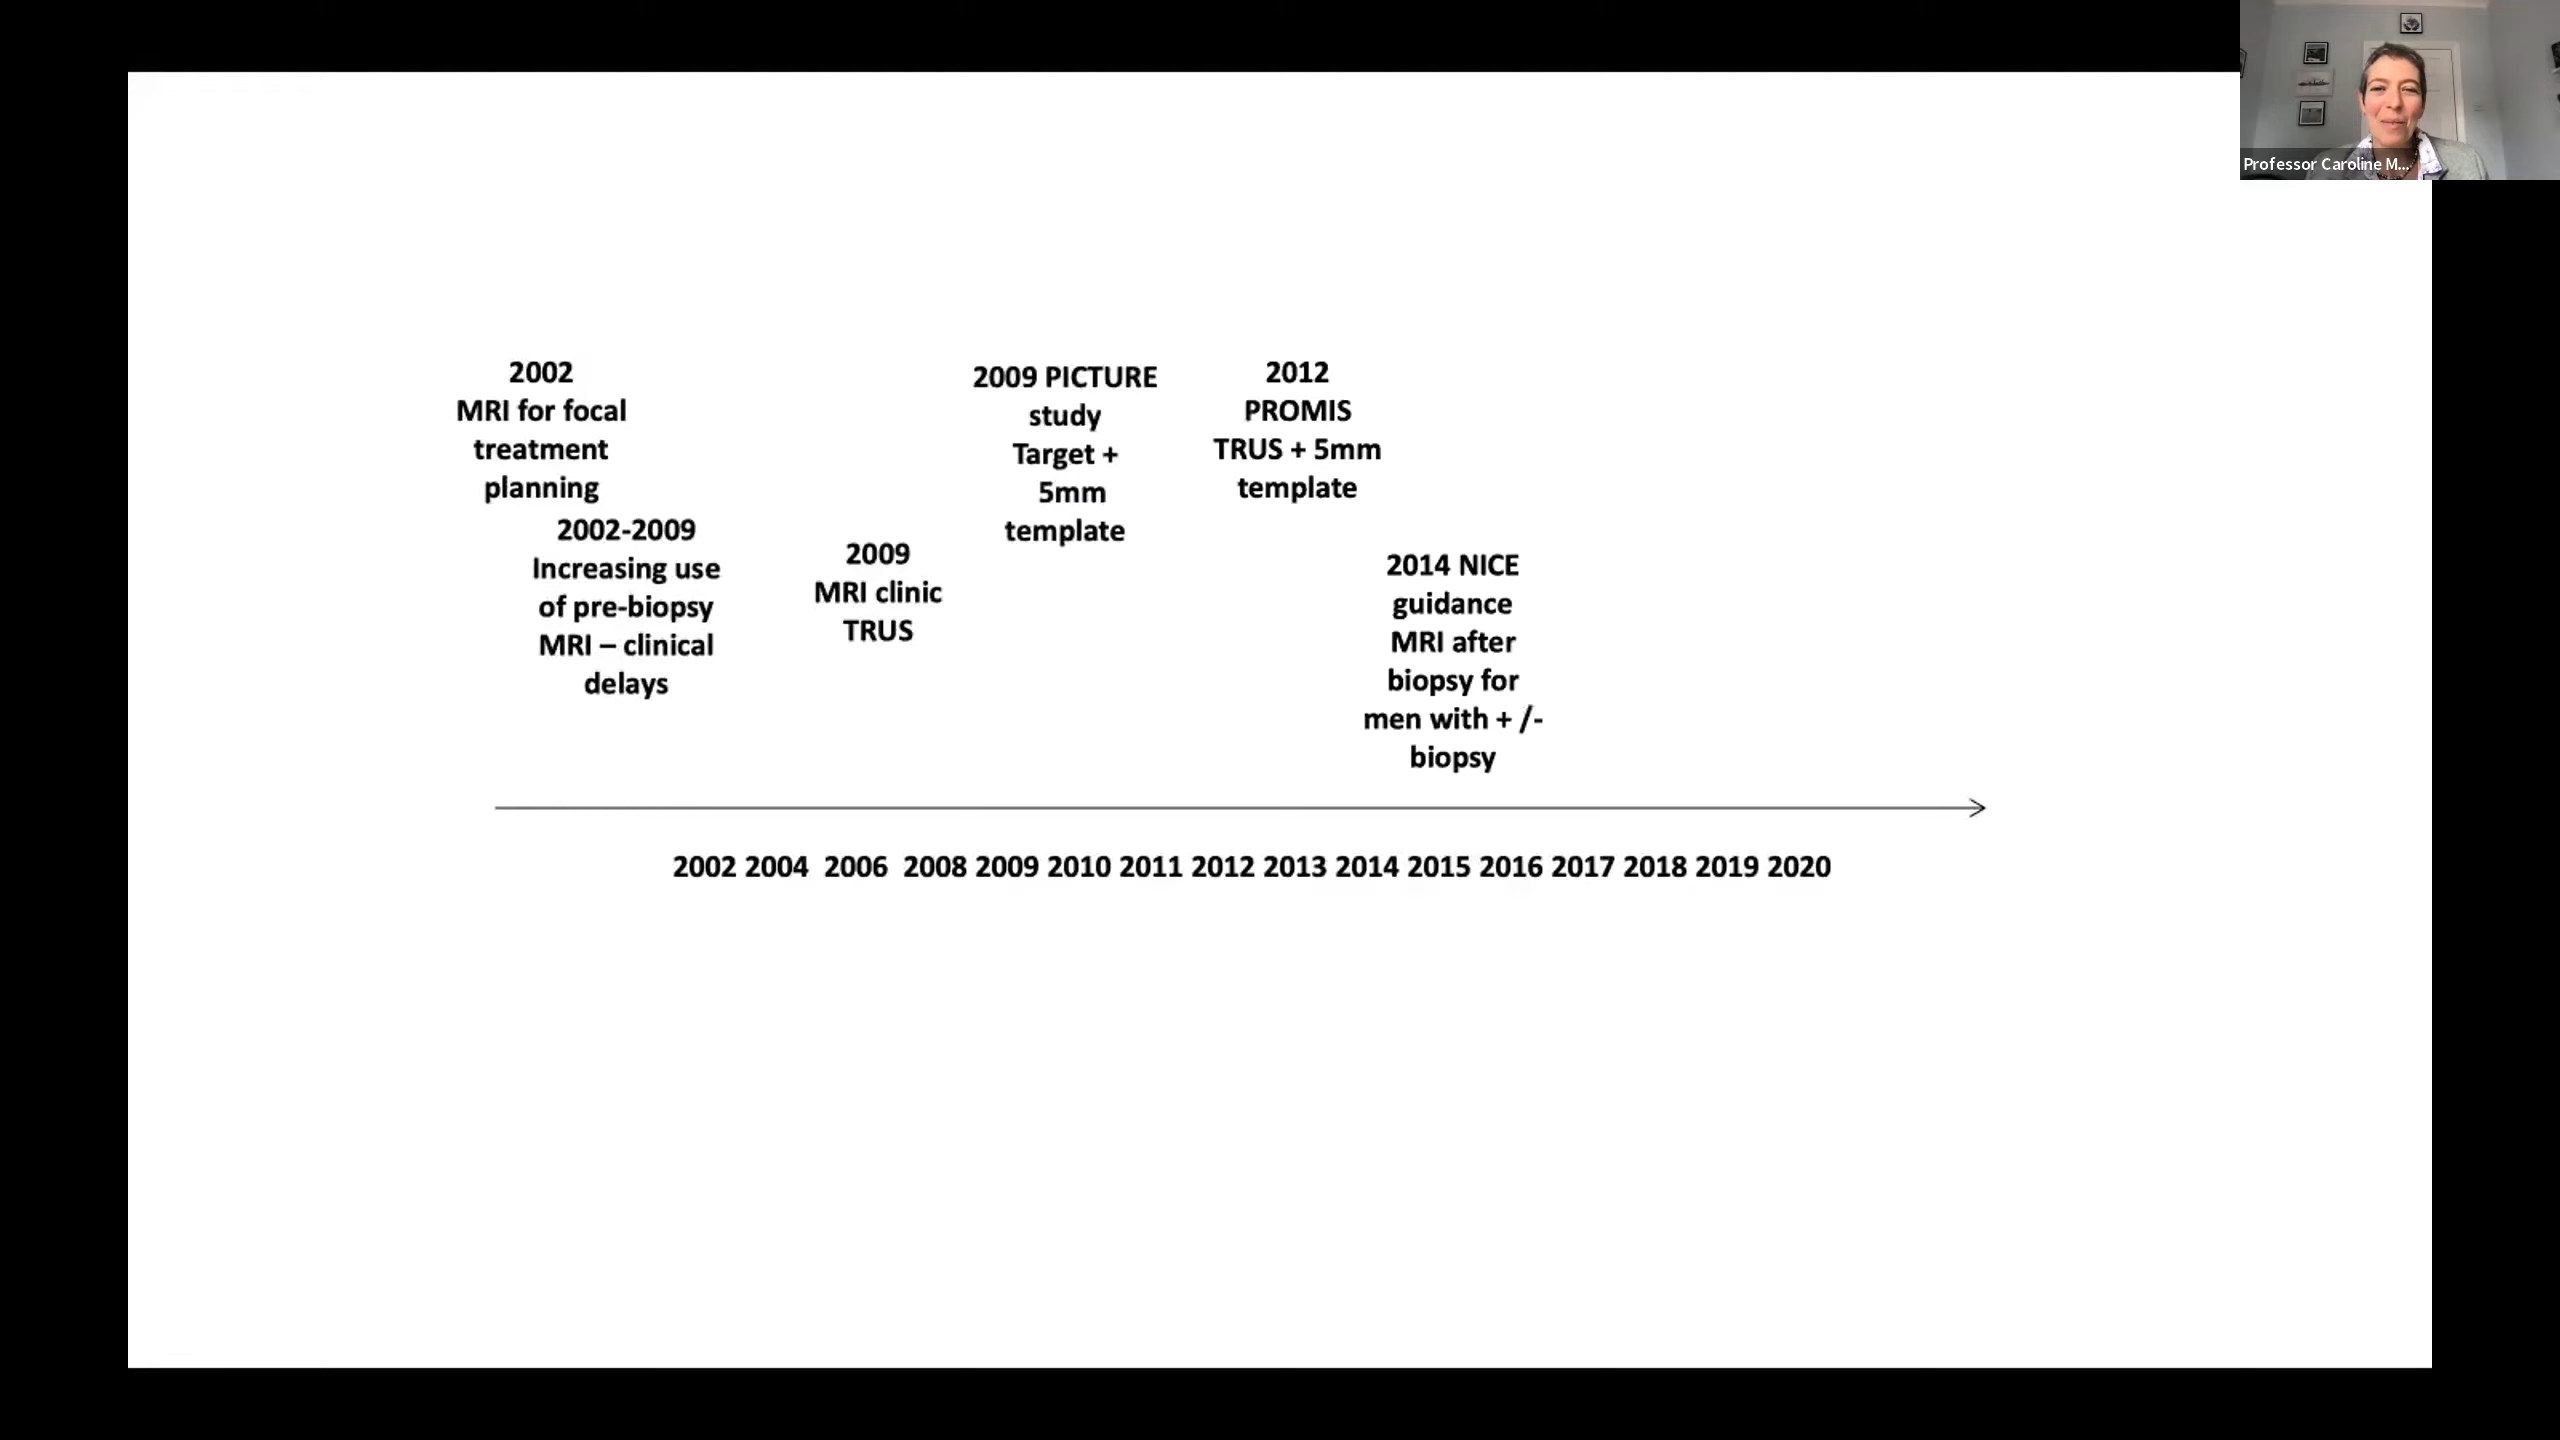 Professor Caroline M...
2002
MRI for focal
treatment
planning
2002-2009
Increasing use
of pre-biopsy
MRI – clinical
delays
2009
MRI clinic
TRUS
2009 PICTURE
study
Target +
5mm
template
2012
PROMIS
TRUS + 5mm
template
2014 NICE
guidance
MRI after
biopsy for
men with + /-
biopsy
2002 2004 2006 2008 2009 2010 2011 2012 2013 2014 2015 2016 2017 2018 2019 2020